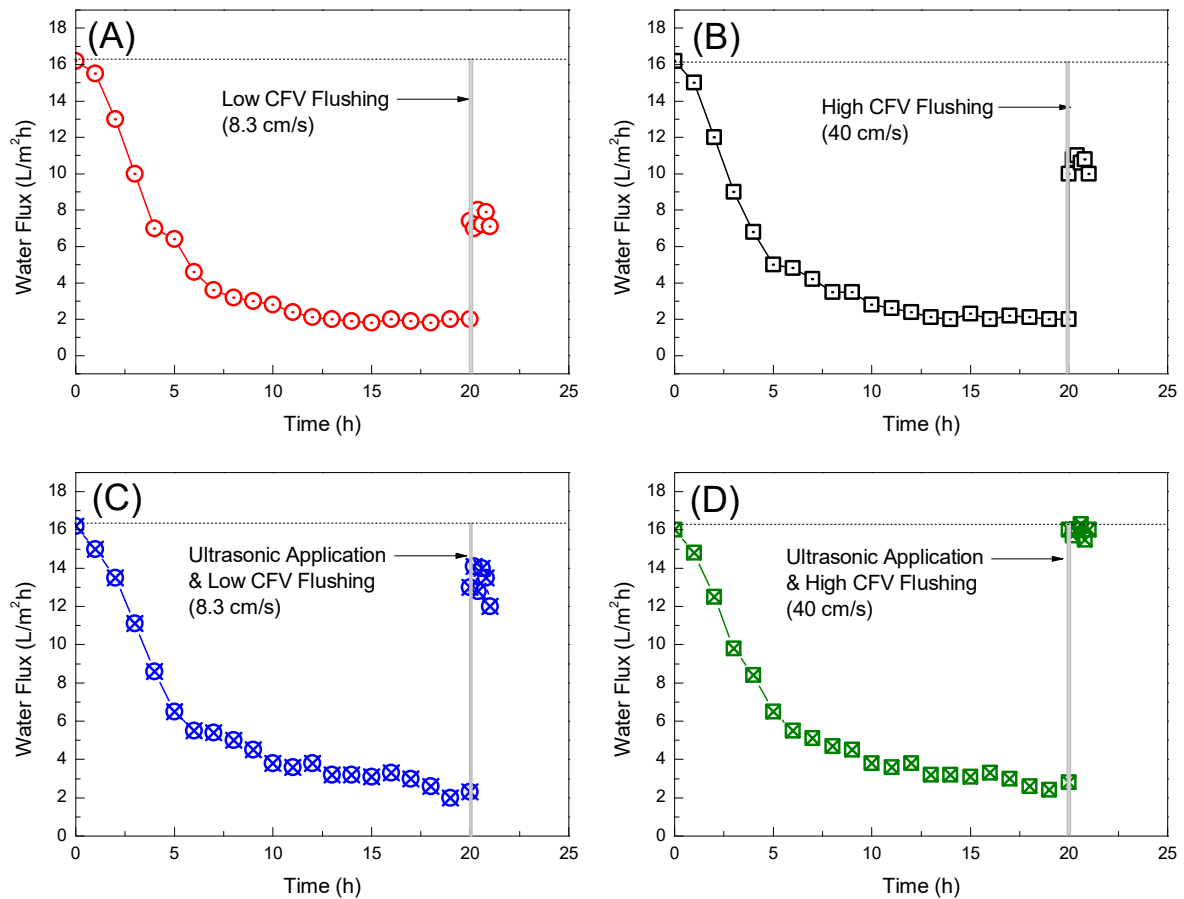 (A)
Low CFV Flushing
(8.3 cm/s)
Water Flux (L/m²h)
18
16
14
12
10
8
6
4
2
0
0 5 10 15 20 25
Time (h)
(B)
High CFV Flushing
(40 cm/s)
Water Flux (L/m²h)
18
16
14
12
10
8
6
4
2
0
0 5 10 15 20 25
Time (h)
(C)
Ultrasonic Application
& Low CFV Flushing
(8.3 cm/s)
Water Flux (L/m²h)
18
16
14
12
10
8
6
4
2
0
0 5 10 15 20 25
Time (h)
(D)
Ultrasonic Application
& High CFV Flushing
(40 cm/s)
Water Flux (L/m²h)
18
16
14
12
10
8
6
4
2
0
0 5 10 15 20 25
Time (h)